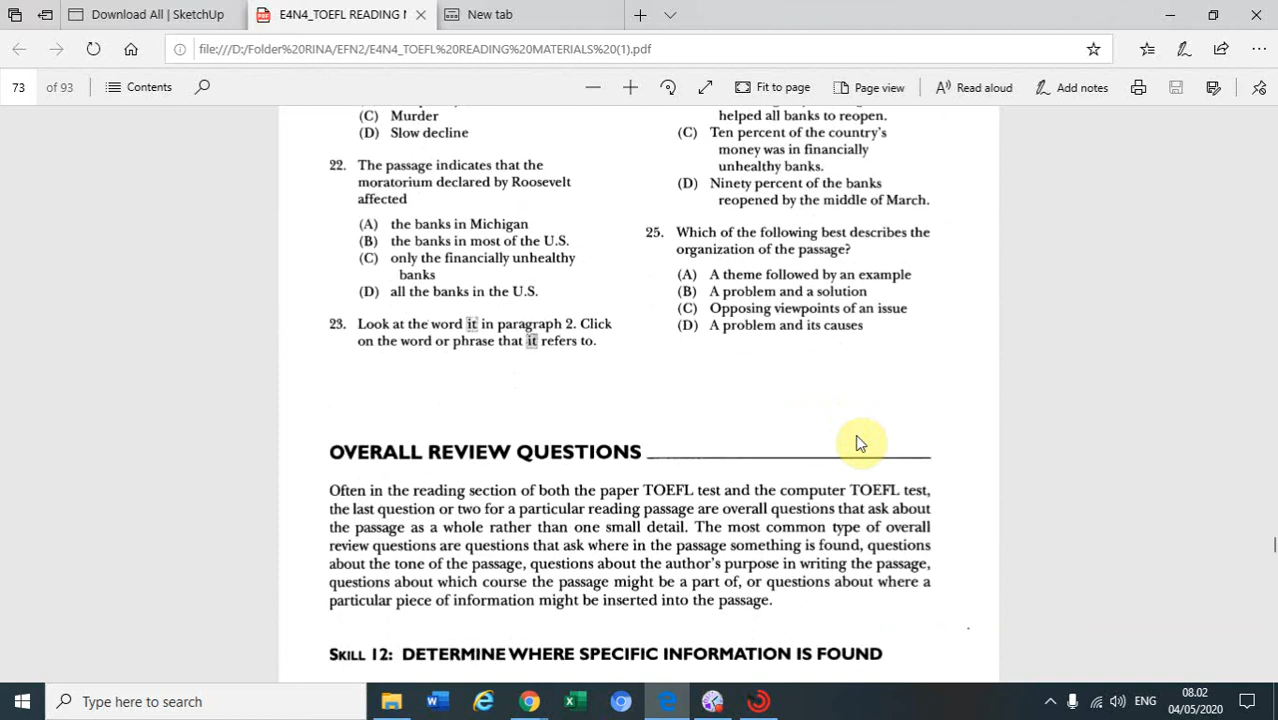 Download All | SketchUp
E4N4_TOEFL READING M
New tab
file:///D:/Folder%20RINA/EFN2/E4N4_TOEFL%20READING%20MATERIALS%20(1).pdf
73 of 93
Contents
Fit to page
Page view
Read aloud
Add notes
(C) Murder
(D) Slow decline
22. The passage indicates that the
moratorium declared by Roosevelt
affected
(A) the banks in Michigan
(B) the banks in most of the U.S.
(C) only the financially unhealthy
banks
(D) all the banks in the U.S.
23. Look at the word it in paragraph 2. Click
on the word or phrase that it refers to.
helped all banks to reopen.
(C) Ten percent of the country's
money was in financially
unhealthy banks.
(D) Ninety percent of the banks
reopened by the middle of March.
25. Which of the following best describes the
organization of the passage?
(A) A theme followed by an example
(B) A problem and a solution
(C) Opposing viewpoints of an issue
(D) A problem and its causes
OVERALL REVIEW QUESTIONS
Often in the reading section of both the paper TOEFL test and the computer TOEFL test,
the last question or two for a particular reading passage are overall questions that ask about
the passage as a whole rather than one small detail. The most common type of overall
review questions are questions that ask where in the passage something is found, questions
about the tone of the passage, questions about the author's purpose in writing the passage,
questions about which course the passage might be a part of, or questions about where a
particular piece of information might be inserted into the passage.
SKILL 12: DETERMINE WHERE SPECIFIC INFORMATION IS FOUND
Type here to search
ENG
08.02
04/05/2020